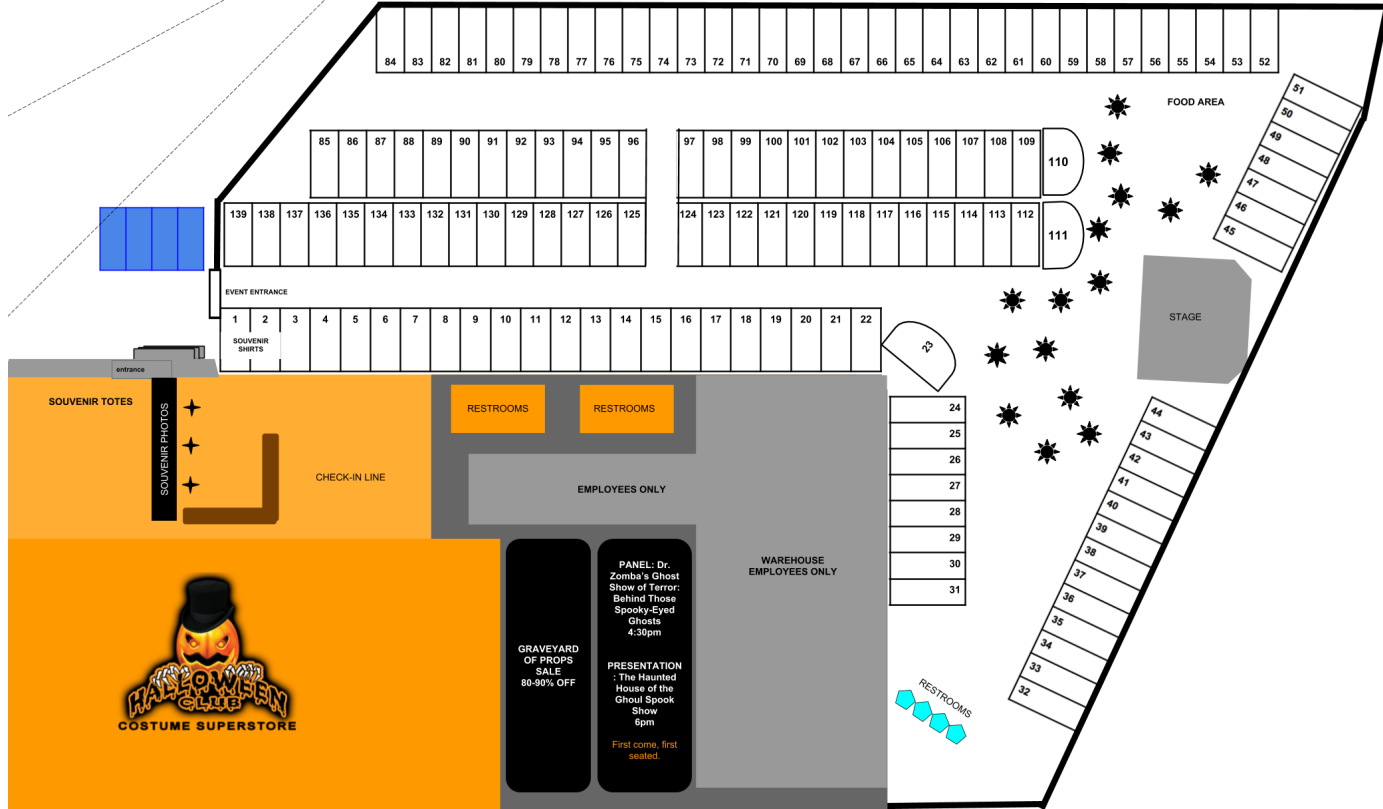 84 83 82 81 80 79 78 77 76 75 74 73 72 71 70 69 68 67 66 65 64 63 62 61 60 59 58 57 56 55 54 53 52
51
50
49
48
47
46
45
FOOD AREA
85 86 87 88 89 90 91 92 93 94 95 96
97 98 99 100 101 102 103 104 105 106 107 108 109
110
139 138 137 136 135 134 133 132 131 130 129 128 127 126 125
124 123 122 121 120 119 118 117 116 115 114 113 112
111
EVENT ENTRANCE
1 2 3 4 5 6 7 8 9 10 11 12 13 14 15 16 17 18 19 20 21 22
SOUVENIR
SHIRTS
23
STAGE
entrance
SOUVENIR TOTES
SOUVENIR PHOTOS
CHECK-IN LINE
RESTROOMS
RESTROOMS
EMPLOYEES ONLY
WAREHOUSE
EMPLOYEES ONLY
24
25
26
27
28
29
30
31
44
43
42
41
40
39
38
37
36
35
34
33
32
HALLOWEEN
CLUB
COSTUME SUPERSTORE
GRAVEYARD
OF PROPS
SALE
80-90% OFF
PANEL: Dr.
Zomba's Ghost
Show of Terror:
Behind Those
Spooky-Eyed
Ghosts
4:30pm
PRESENTATION
: The Haunted
House of the
Ghoul Spook
Show
6pm
First come, first
seated.
RESTROOMS